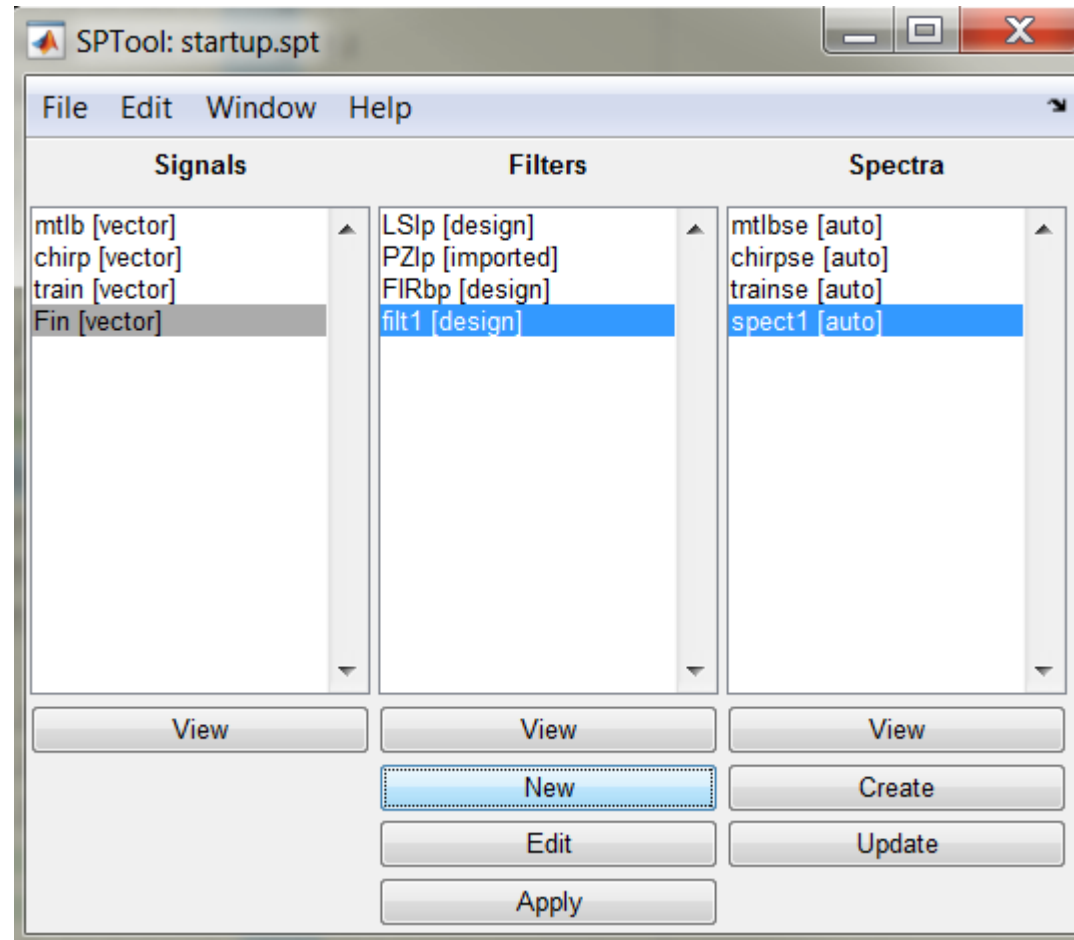 SPTool: startup.spt
File Edit Window Help
Signals Filters Spectra
mtlb [vector]
chirp [vector]
train [vector]
Fin [vector]
LSlp [design]
PZlp [imported]
FIRbp [design]
filt1 [design]
mtlbse [auto]
chirpse [auto]
trainse [auto]
spect1 [auto]
View
View
New
Edit
Apply
View
Create
Update